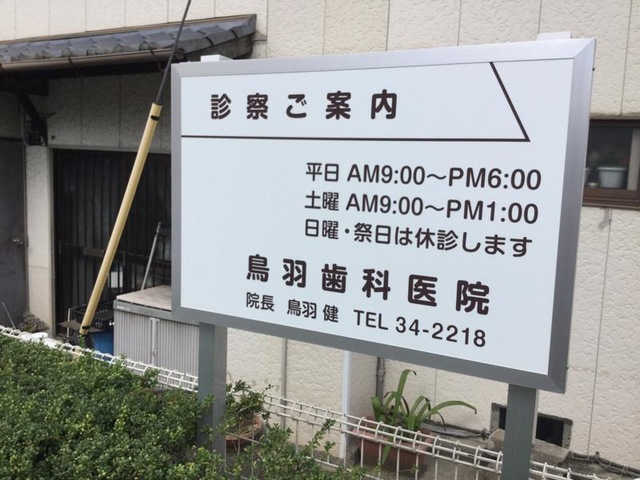 診察ご案内
平日 AM9:00～PM6:00
土曜 AM9:00～PM1:00
日曜・祭日は休診します
鳥羽歯科医院
院長 鳥羽 健 TEL 34-2218